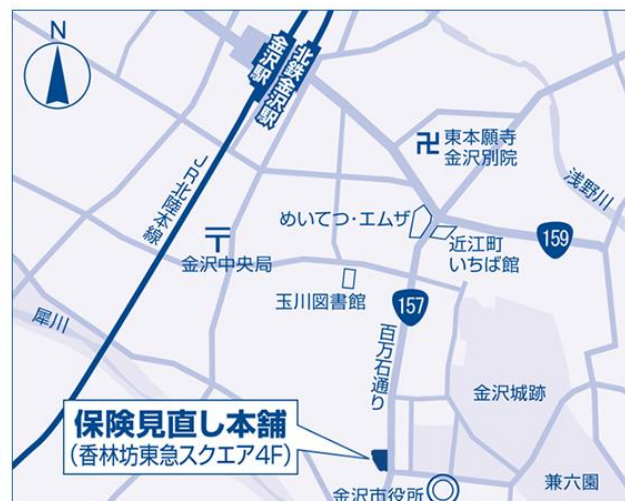 N
金沢駅
北鉄金沢駅
東本願寺
金沢別院
浅野川
JR北陸本線
めいてつ・エムザ
近江町
いちば館
159
金沢中央局
玉川図書館
157
犀川
百万石通り
金沢城跡
保険見直し本舗
(香林坊東急スクエア4F)
金沢市役所
兼六園